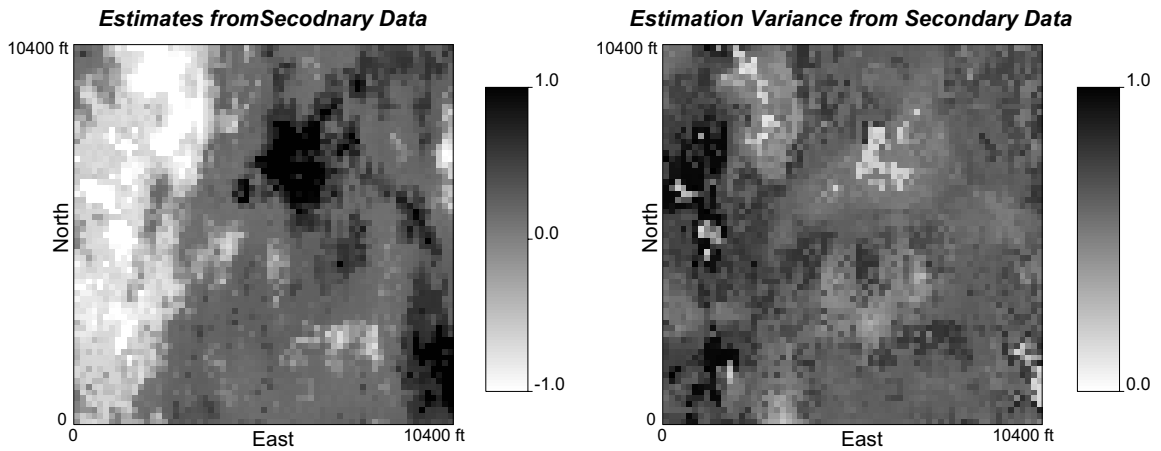 Estimates fromSecodnary Data
10400 ft
North
0
0
East
10400 ft
1.0
0.0
-1.0
Estimation Variance from Secondary Data
10400 ft
North
0
0
East
10400 ft
1.0
0.0